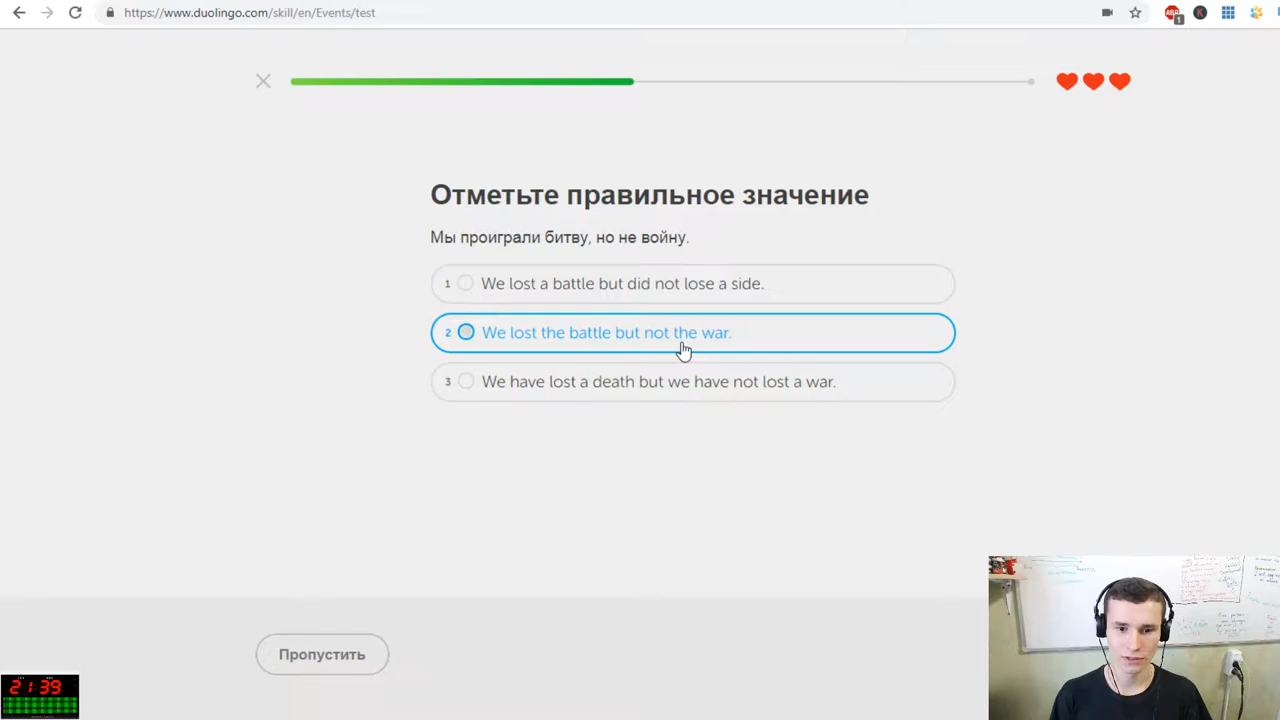 https://www.duolingo.com/skill/en/Events/test
ABP
1
K
Отметьте правильное значение
Мы проиграли битву, но не войну.
1 We lost a battle but did not lose a side.
2 We lost the battle but not the war.
3 We have lost a death but we have not lost a war.
Пропустить
21:39